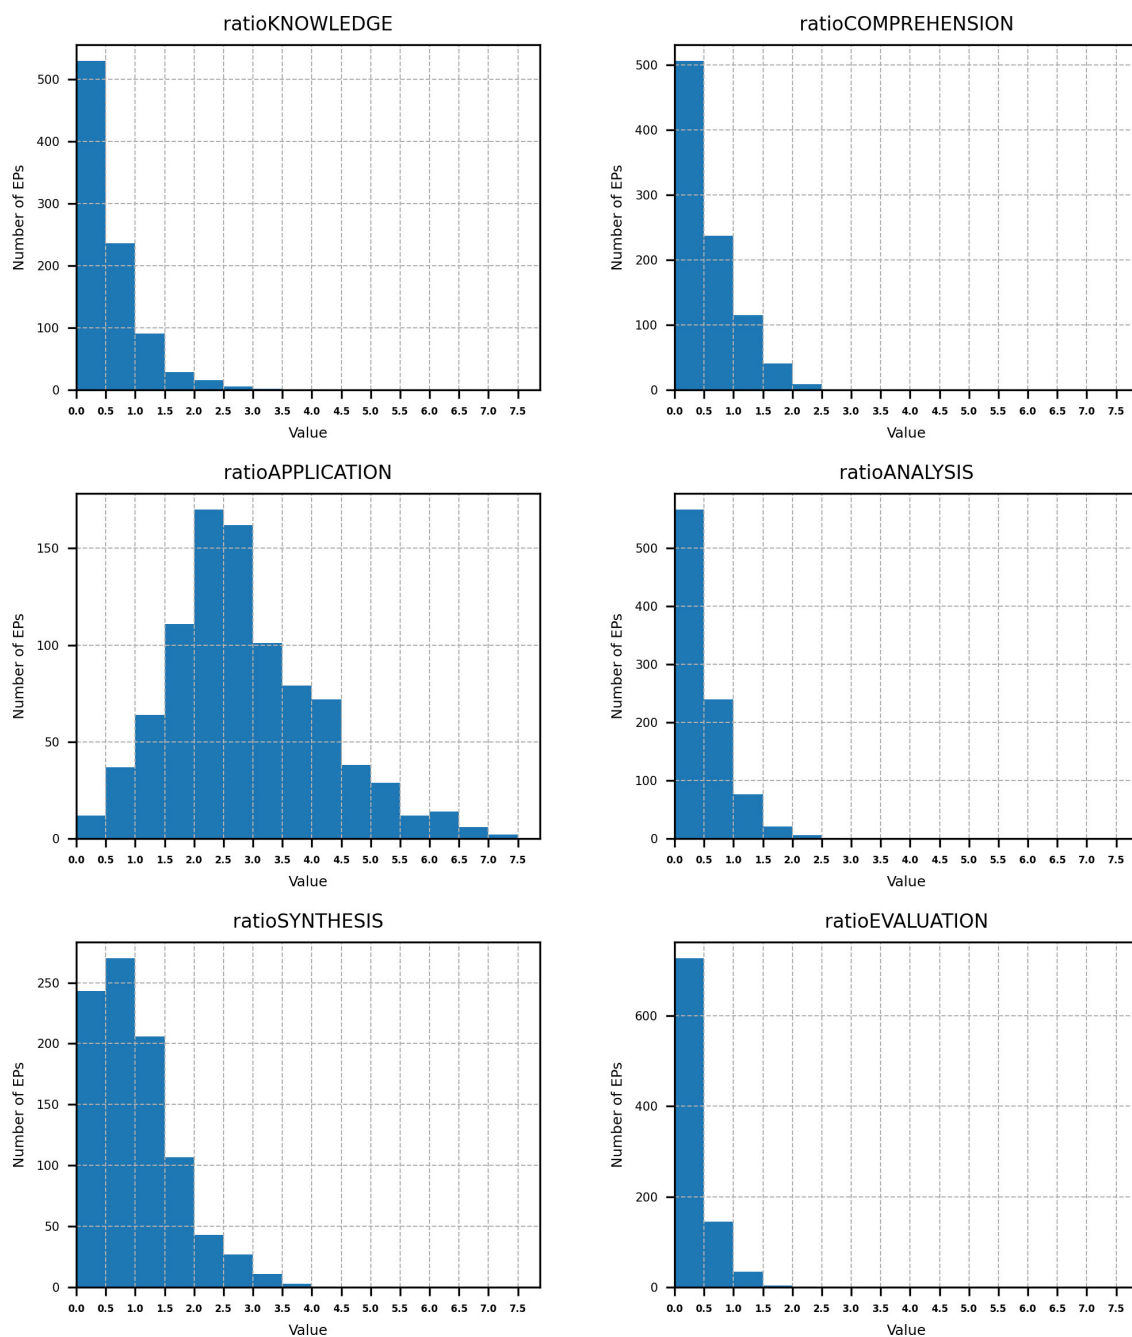 ratioKNOWLEDGE
Number of EPs
500
400
300
200
100
0
0.0 0.5 1.0 1.5 2.0 2.5 3.0 3.5 4.0 4.5 5.0 5.5 6.0 6.5 7.0 7.5
Value
ratioCOMPREHENSION
Number of EPs
500
400
300
200
100
0
0.0 0.5 1.0 1.5 2.0 2.5 3.0 3.5 4.0 4.5 5.0 5.5 6.0 6.5 7.0 7.5
Value
ratioAPPLICATION
Number of EPs
150
100
50
0
0.0 0.5 1.0 1.5 2.0 2.5 3.0 3.5 4.0 4.5 5.0 5.5 6.0 6.5 7.0 7.5
Value
ratioANALYSIS
Number of EPs
500
400
300
200
100
0
0.0 0.5 1.0 1.5 2.0 2.5 3.0 3.5 4.0 4.5 5.0 5.5 6.0 6.5 7.0 7.5
Value
ratioSYNTHESIS
Number of EPs
250
200
150
100
50
0
0.0 0.5 1.0 1.5 2.0 2.5 3.0 3.5 4.0 4.5 5.0 5.5 6.0 6.5 7.0 7.5
Value
ratioEVALUATION
Number of EPs
600
400
200
0
0.0 0.5 1.0 1.5 2.0 2.5 3.0 3.5 4.0 4.5 5.0 5.5 6.0 6.5 7.0 7.5
Value